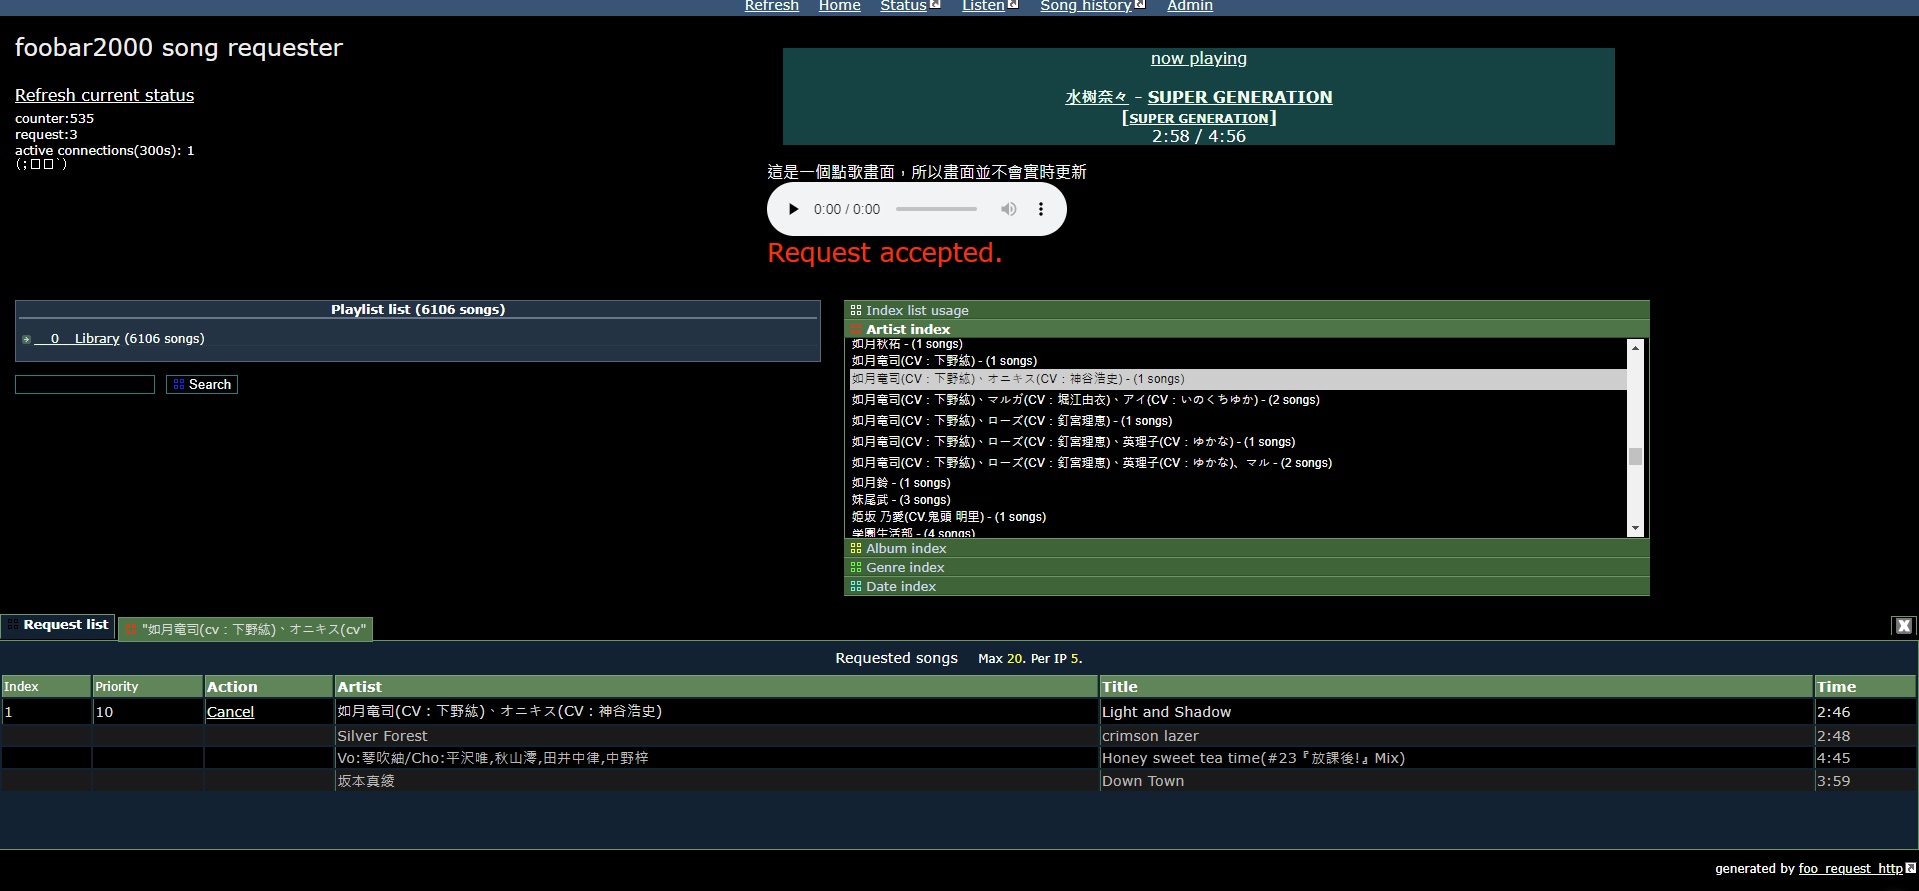 Refresh Home Status Listen Song history Admin
foobar2000 song requester
Refresh current status
counter:535
request:3
active connections(300s): 1
now playing
水树奈々 - SUPER GENERATION
[SUPER GENERATION]
2:58 / 4:56
這是一個點歌畫面，所以畫面並不會實時更新
0:00 / 0:00
Request accepted.
Playlist list (6106 songs)
0 Library (6106 songs)
Search
Index list usage
Artist index
如月秋祐 - (1 songs)
如月竜司(CV：下野紘) - (1 songs)
如月竜司(CV：下野紘)、オニキス(CV：神谷浩史) - (1 songs)
如月竜司(CV：下野紘)、マルガ(CV：堀江由衣)、アイ(CV：いのくちゆか) - (2 songs)
如月竜司(CV：下野紘)、ローズ(CV：釘宮理恵) - (1 songs)
如月竜司(CV：下野紘)、ローズ(CV：釘宮理恵)、英理子(CV：ゆかな) - (1 songs)
如月竜司(CV：下野紘)、ローズ(CV：釘宮理恵)、英理子(CV：ゆかな)、マル - (2 songs)
如月鈴 - (1 songs)
妹尾武 - (3 songs)
姫坂 乃愛(CV.鬼頭 明里) - (1 songs)
学園生活部 - (4 songs)
Album index
Genre index
Date index
Request list "如月竜司(cv：下野紘)、オニキス(cv"
Requested songs Max 20. Per IP 5.
Index Priority Action Artist Title Time
1 10 Cancel 如月竜司(CV：下野紘)、オニキス(CV：神谷浩史) Light and Shadow 2:46
Silver Forest crimson lazer 2:48
Vo:琴吹紬/Cho:平沢唯,秋山澪,田井中律,中野梓 Honey sweet tea time(#23『放課後!』Mix) 4:45
坂本真綾 Down Town 3:59
generated by foo_request_http